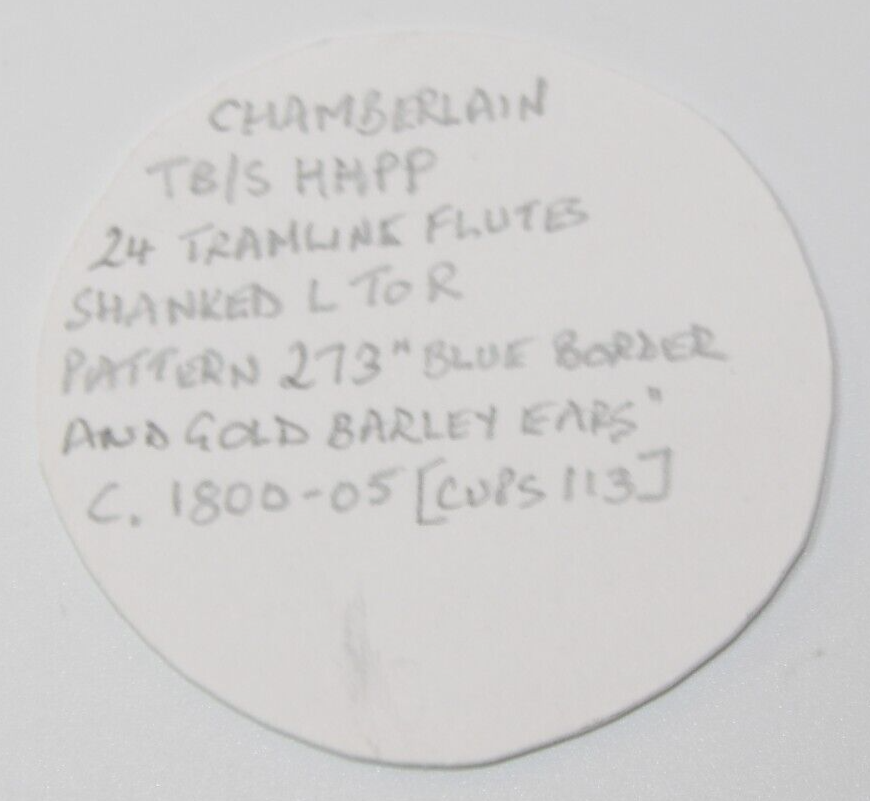 CHAMBERLAIN
TB/S HHPP
24 TRAMLINE FLUTES
SHANKED L TO R
PATTERN 273 "BLUE BORDER
AND GOLD BARLEY EARS"
C. 1800-05 [CUPS 113]